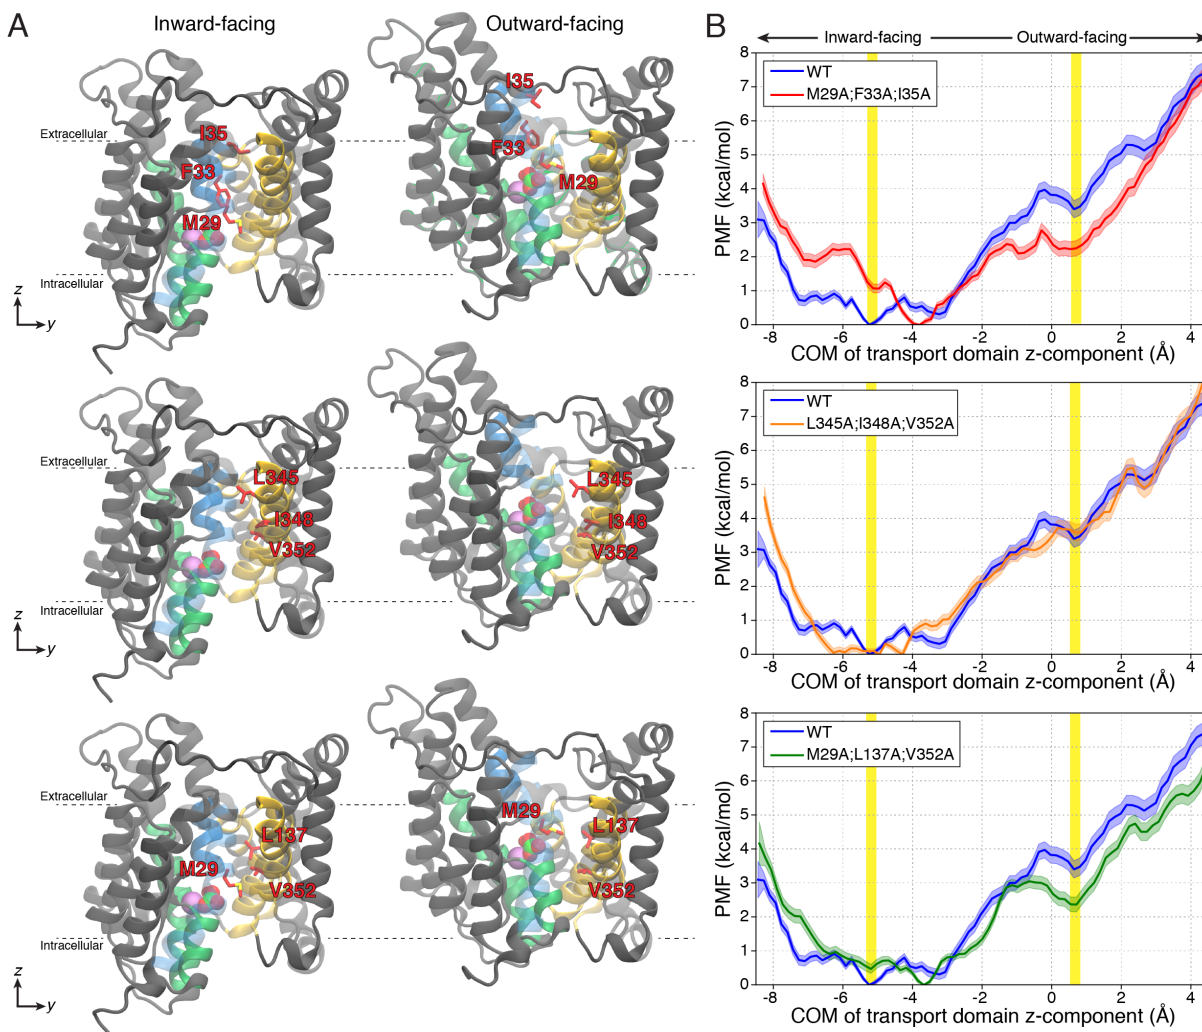 A
Inward-facing
Outward-facing
I35
F33
M29
Extracellular
Intracellular
z
y
I35
F33
M29
L345
I348
V352
Extracellular
Intracellular
z
y
L345
I348
V352
M29
L137
V352
Extracellular
Intracellular
z
y
M29
L137
V352
B
Inward-facing
Outward-facing
WT
M29A;F33A;I35A
PMF (kcal/mol)
8
7
6
5
4
3
2
1
0
-8 -6 -4 -2 0 2 4
COM of transport domain z-component (Å)
WT
L345A;I348A;V352A
PMF (kcal/mol)
8
7
6
5
4
3
2
1
0
-8 -6 -4 -2 0 2 4
COM of transport domain z-component (Å)
WT
M29A;L137A;V352A
PMF (kcal/mol)
8
7
6
5
4
3
2
1
0
-8 -6 -4 -2 0 2 4
COM of transport domain z-component (Å)